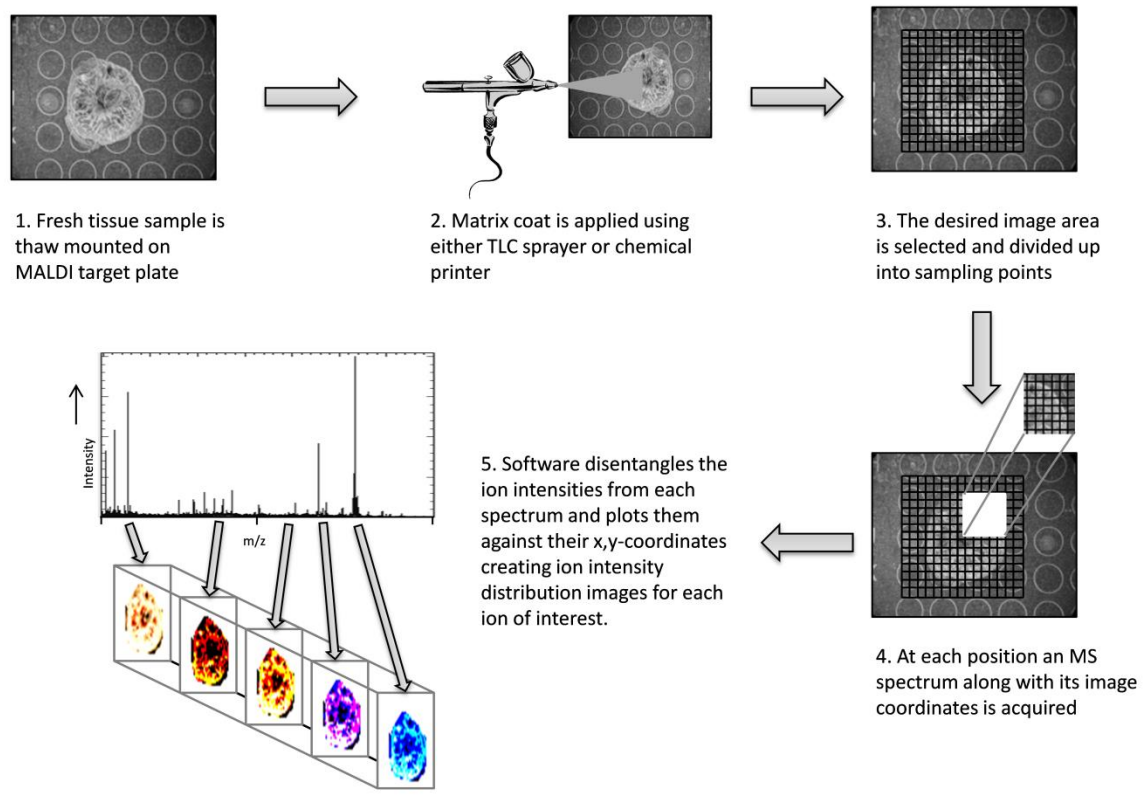 1. Fresh tissue sample is
thaw mounted on
MALDI target plate
2. Matrix coat is applied using
either TLC sprayer or chemical
printer
3. The desired image area
is selected and divided up
into sampling points
Intensity
m/z
5. Software disentangles the
ion intensities from each
spectrum and plots them
against their x,y-coordinates
creating ion intensity
distribution images for each
ion of interest.
4. At each position an MS
spectrum along with its image
coordinates is acquired